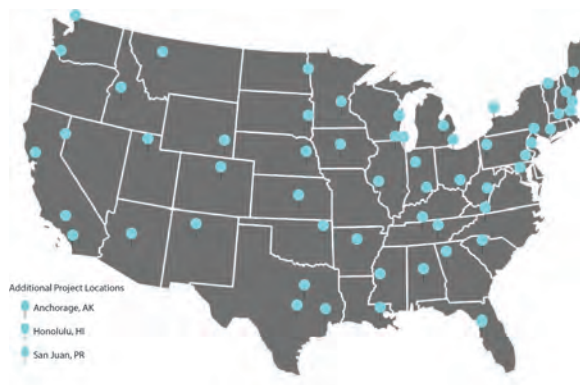 Additional Project Locations
Anchorage, AK
Honolulu, HI
San Juan, PR